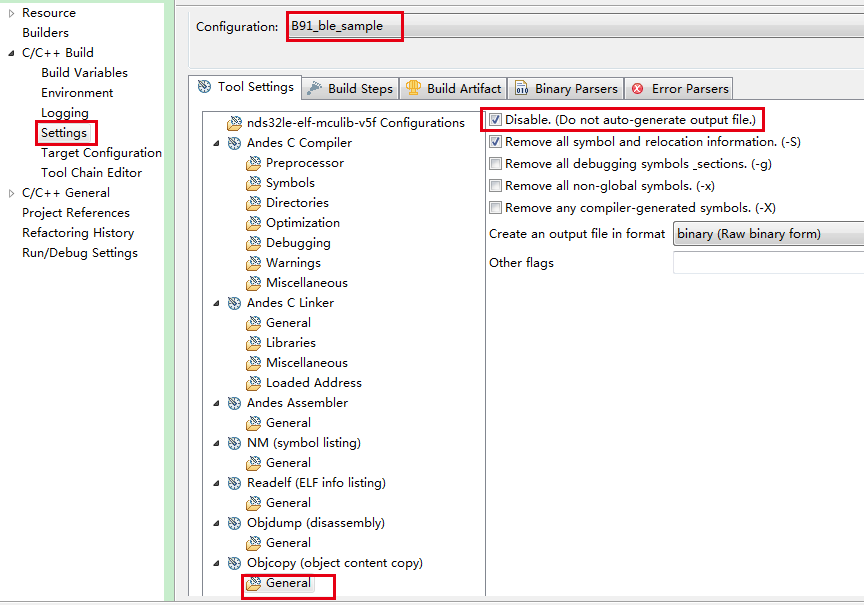 Resource
Builders
C/C++ Build
Build Variables
Environment
Logging
Settings
Target Configuration
Tool Chain Editor
C/C++ General
Project References
Refactoring History
Run/Debug Settings
Configuration: B91_ble_sample
Tool Settings Build Steps Build Artifact Binary Parsers Error Parsers
nds32le-elf-mculib-v5f Configurations
Andes C Compiler
Preprocessor
Symbols
Directories
Optimization
Debugging
Warnings
Miscellaneous
Andes C Linker
General
Libraries
Miscellaneous
Loaded Address
Andes Assembler
General
NM (symbol listing)
General
Readelf (ELF info listing)
General
Objdump (disassembly)
General
Objcopy (object content copy)
General
Disable. (Do not auto-generate output file.)
Remove all symbol and relocation information. (-S)
Remove all debugging symbols _sections. (-g)
Remove all non-global symbols. (-x)
Remove any compiler-generated symbols. (-X)
Create an output file in format binary (Raw binary form)
Other flags